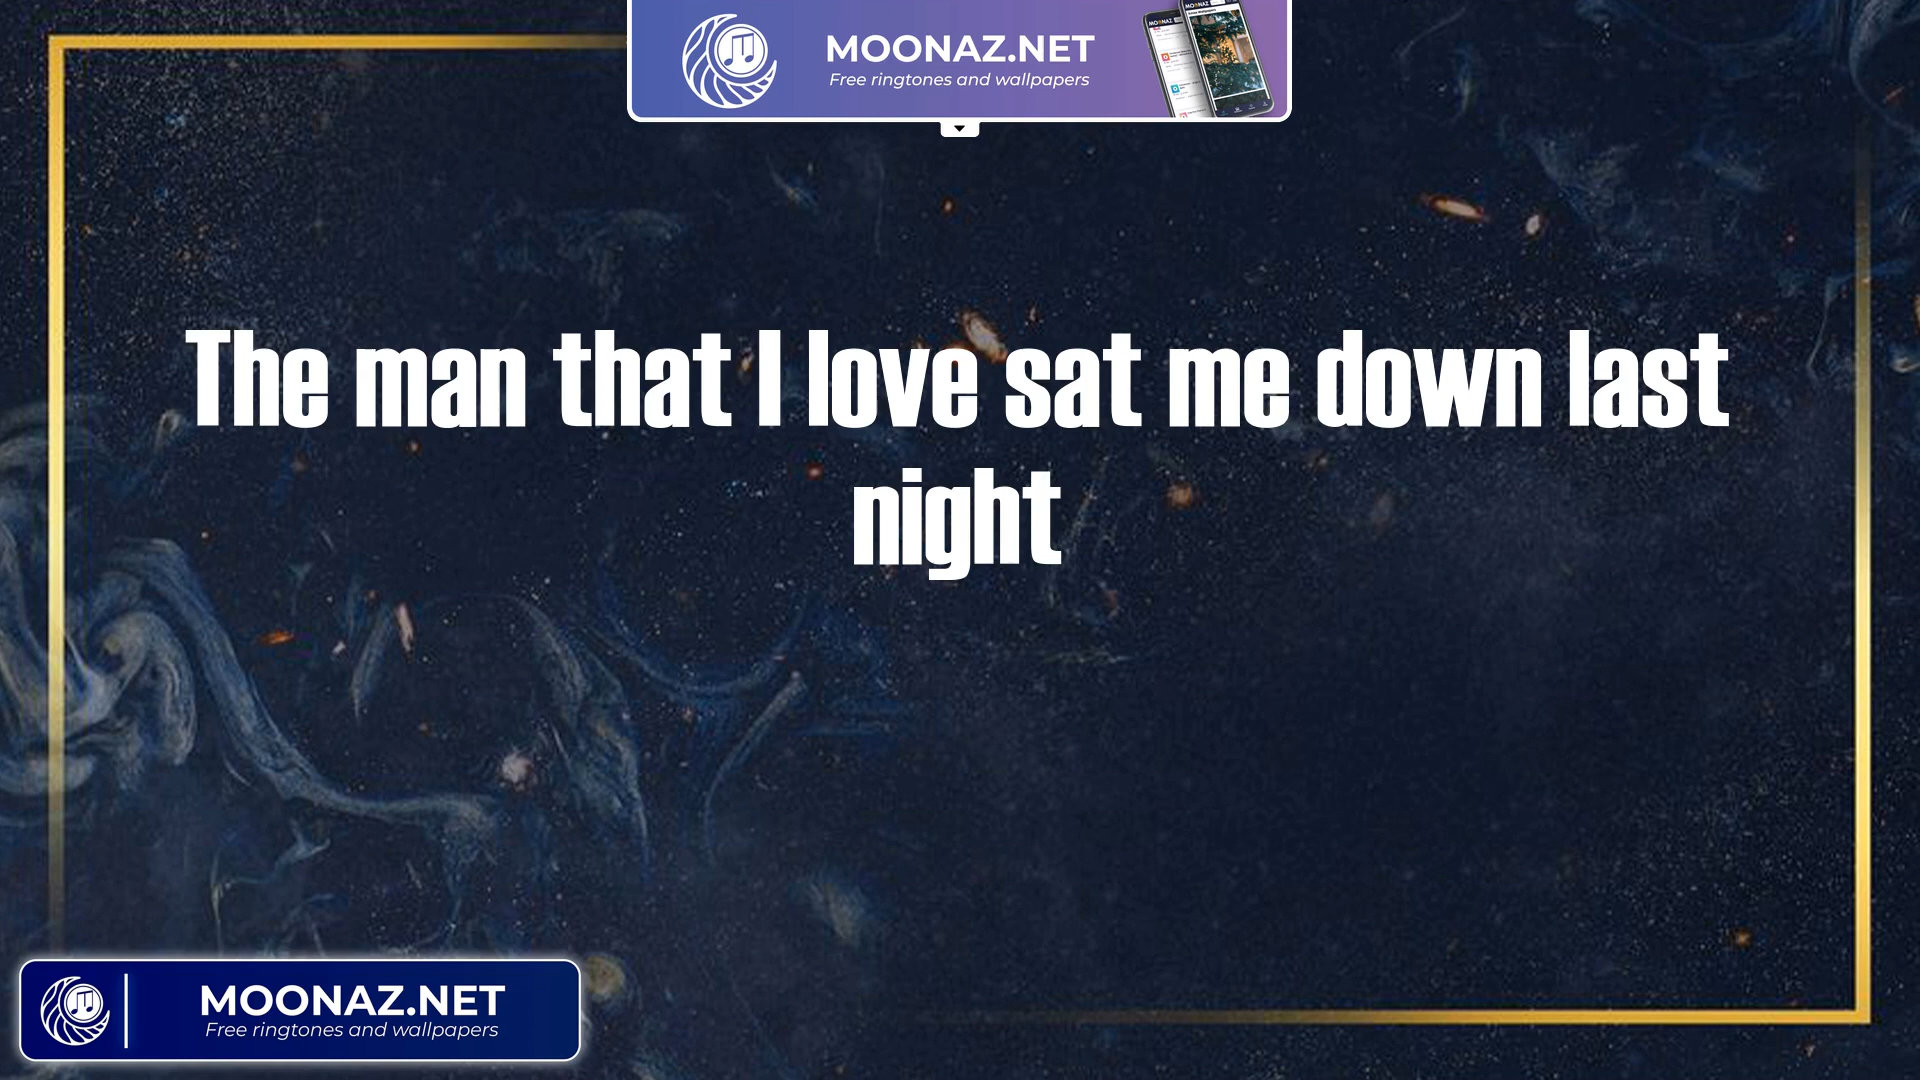 MOONAZ.NET
Free ringtones and wallpapers
The man that I love sat me down last
night
MOONAZ.NET
Free ringtones and wallpapers